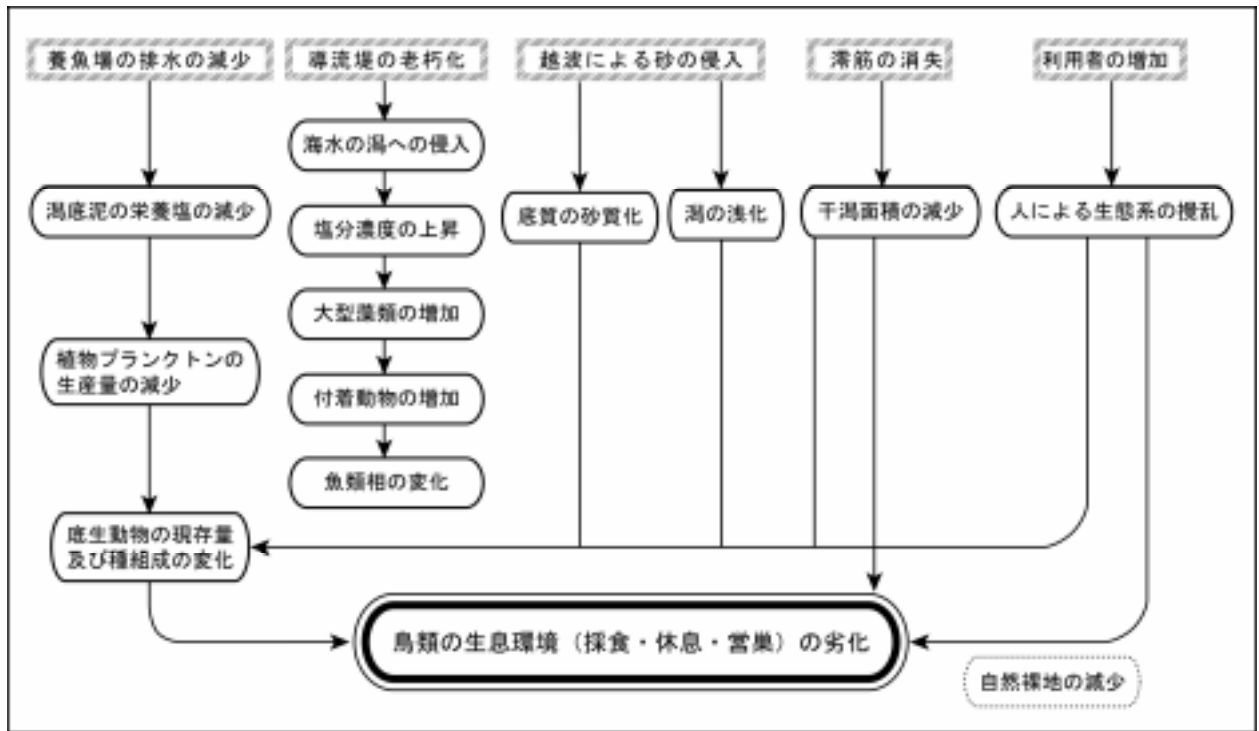 養魚場の排水の減少
導流堤の老朽化
越波による砂の侵入
澪筋の消失
利用者の増加
海水の潟への侵入
潟底泥の栄養塩の減少
塩分濃度の上昇
底質の砂質化
潟の浅化
干潟面積の減少
人による生態系の攪乱
大型藻類の増加
植物プランクトンの
生産量の減少
付着動物の増加
魚類相の変化
底生動物の現存量
及び種組成の変化
鳥類の生息環境（採食・休息・営巣）の劣化
自然裸地の減少